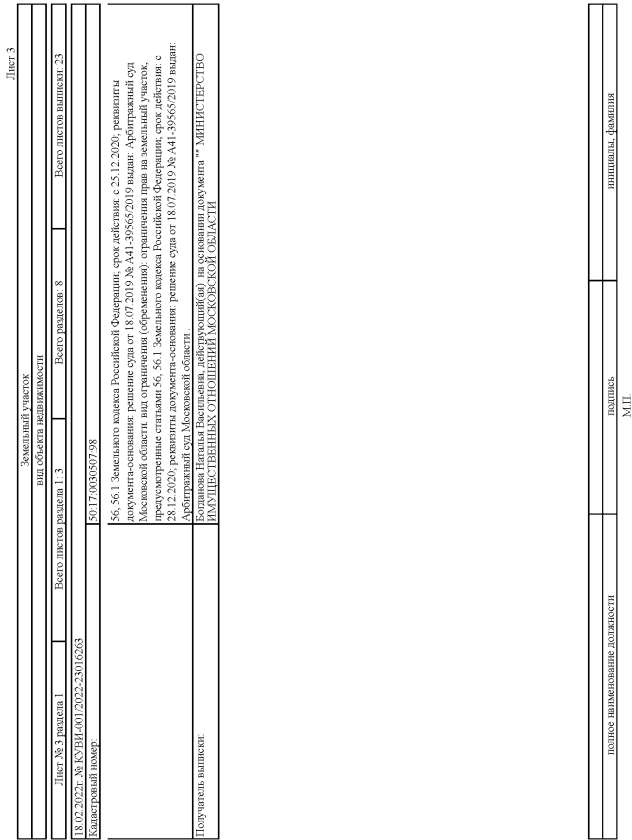 Лист 3
Земельный участок
вид объекта недвижимости
Лист № 3 раздела 1 Всего листов раздела 1: 3 Всего разделов: 8 Всего листов выписки: 23
18.02.2022г. № КУВИ-001/2022-23016263
Кадастровый номер: 50:17:0030507:98
56, 56.1 Земельного кодекса Российской Федерации; срок действия: с 25.12.2020; реквизиты
документа-основания: решение суда от 18.07.2019 № А41-39565/2019 выдан: Арбитражный суд
Московской области. вид ограничения (обременения): ограничения прав на земельный участок,
предусмотренные статьями 56, 56.1 Земельного кодекса Российской Федерации; срок действия: с
28.12.2020; реквизиты документа-основания: решение суда от 18.07.2019 № А41-39565/2019 выдан:
Арбитражный суд Московской области.
Получатель выписки: Богданова Наталья Васильевна, действующий(ая) на основании документа "" МИНИСТЕРСТВО
ИМУЩЕСТВЕННЫХ ОТНОШЕНИЙ МОСКОВСКОЙ ОБЛАСТИ
полное наименование должности подпись инициалы, фамилия
М.П.